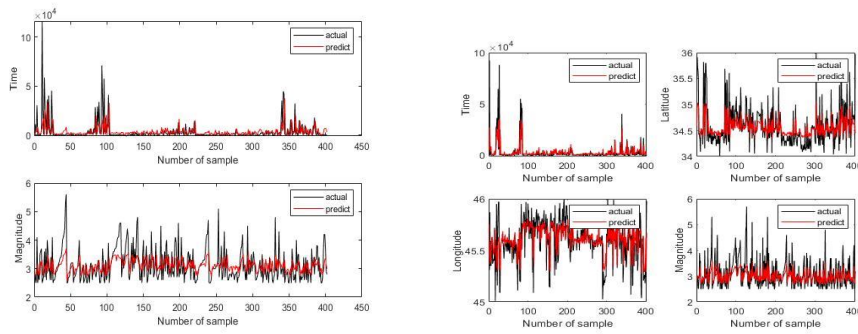 ×10⁴
Time
10
5
0
actual
predict
0 50 100 150 200 250 300 350 400 450
Number of sample
Magnitude
6
5
4
3
2
actual
predict
0 50 100 150 200 250 300 350 400 450
Number of sample
×10⁴
Time
10
5
0
actual
predict
0 100 200 300 400
Number of sample
Latitude
36
35.5
35
34.5
34
actual
predict
0 100 200 300 400
Number of sample
Longitude
46
45.5
45
actual
predict
0 100 200 300 400
Number of sample
Magnitude
6
5
4
3
2
actual
predict
0 100 200 300 400
Number of sample